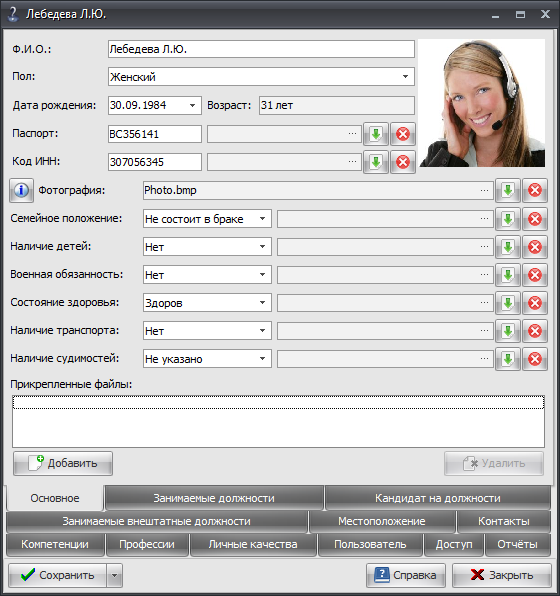 Лебедева Л.Ю.
Ф.И.О.: Лебедева Л.Ю.
Пол: Женский
Дата рождения: 30.09.1984 Возраст: 31 лет
Паспорт: BC356141 ...
Код ИНН: 307056345 ...
Фотография: Photo.bmp ...
Семейное положение: Не состоит в браке ...
Наличие детей: Нет ...
Военная обязанность: Нет ...
Состояние здоровья: Здоров ...
Наличие транспорта: Нет ...
Наличие судимостей: Не указано ...
Прикрепленные файлы:
Добавить Удалить
Основное Занимаемые должности Кандидат на должности
Занимаемые внештатные должности Местоположение Контакты
Компетенции Профессии Личные качества Пользователь Доступ Отчёты
Сохранить Справка Закрыть